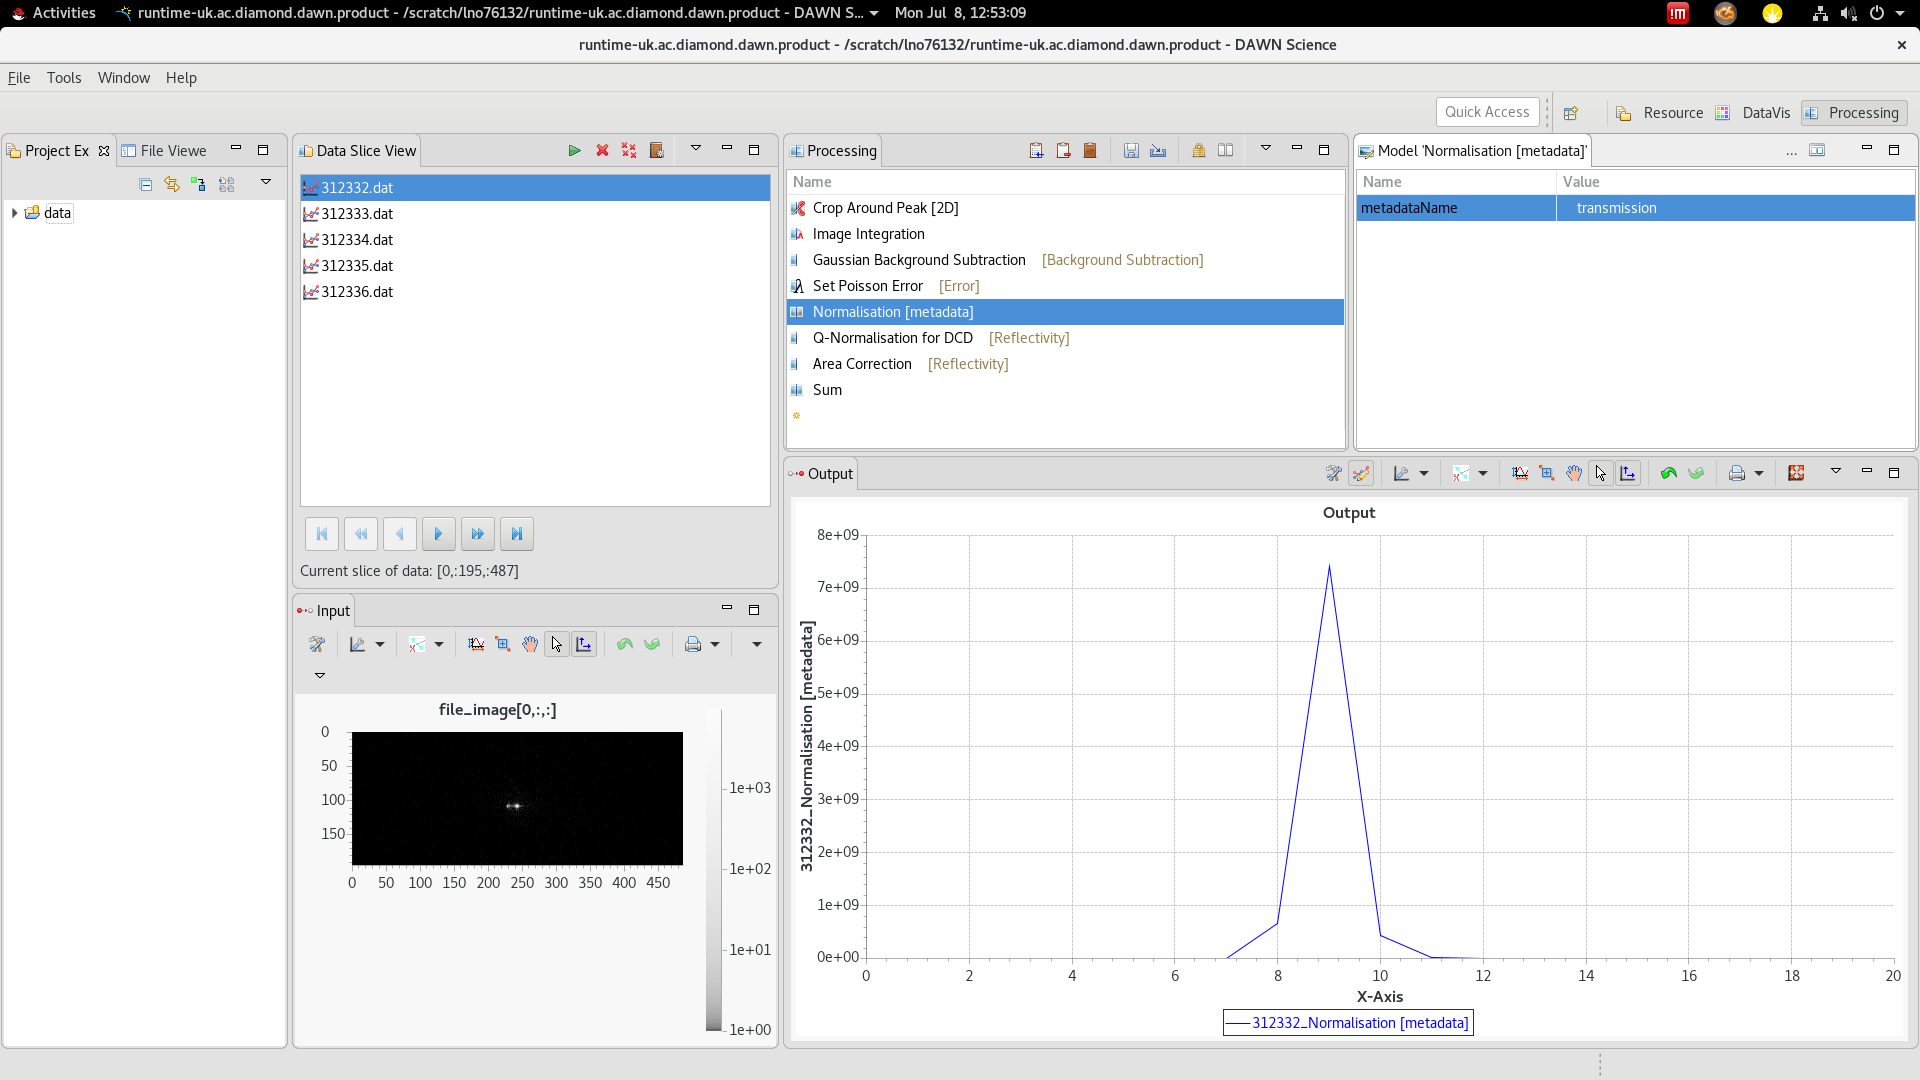 Activities
runtime-uk.ac.diamond.dawn.product - /scratch/lno76132/runtime-uk.ac.diamond.dawn.product - DAWN S...
Mon Jul 8, 12:53:09
!m
runtime-uk.ac.diamond.dawn.product - /scratch/lno76132/runtime-uk.ac.diamond.dawn.product - DAWN Science
File Tools Window Help
Quick Access
Resource DataVis Processing
Project Ex
File Viewe
data
Data Slice View
312332.dat
312333.dat
312334.dat
312335.dat
312336.dat
Current slice of data: [0,:195,:487]
Processing
Name
Crop Around Peak [2D]
Image Integration
Gaussian Background Subtraction [Background Subtraction]
Set Poisson Error [Error]
Normalisation [metadata]
Q-Normalisation for DCD [Reflectivity]
Area Correction [Reflectivity]
Sum
Model 'Normalisation [metadata]'
...
Name Value
metadataName transmission
Input
file_image[0,:,:]
0
50
100
150
0 50 100 150 200 250 300 350 400 450
1e+03
1e+02
1e+01
1e+00
Output
Output
312332_Normalisation [metadata]
8e+09
7e+09
6e+09
5e+09
4e+09
3e+09
2e+09
1e+09
0e+00
0 2 4 6 8 10 12 14 16 18 20
X-Axis
312332_Normalisation [metadata]